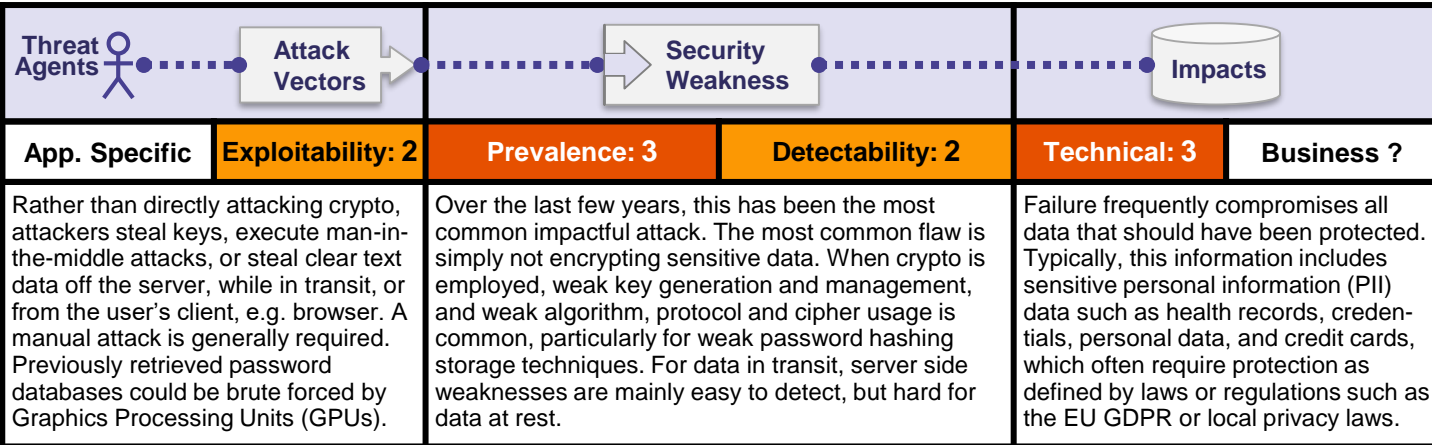 Threat
Agents
Attack
Vectors
Security
Weakness
Impacts
App. Specific
Exploitability: 2
Prevalence: 3
Detectability: 2
Technical: 3
Business ?
Rather than directly attacking crypto,
attackers steal keys, execute man-in-
the-middle attacks, or steal clear text
data off the server, while in transit, or
from the user’s client, e.g. browser. A
manual attack is generally required.
Previously retrieved password
databases could be brute forced by
Graphics Processing Units (GPUs).
Over the last few years, this has been the most
common impactful attack. The most common flaw is
simply not encrypting sensitive data. When crypto is
employed, weak key generation and management,
and weak algorithm, protocol and cipher usage is
common, particularly for weak password hashing
storage techniques. For data in transit, server side
weaknesses are mainly easy to detect, but hard for
data at rest.
Failure frequently compromises all
data that should have been protected.
Typically, this information includes
sensitive personal information (PII)
data such as health records, creden-
tials, personal data, and credit cards,
which often require protection as
defined by laws or regulations such as
the EU GDPR or local privacy laws.